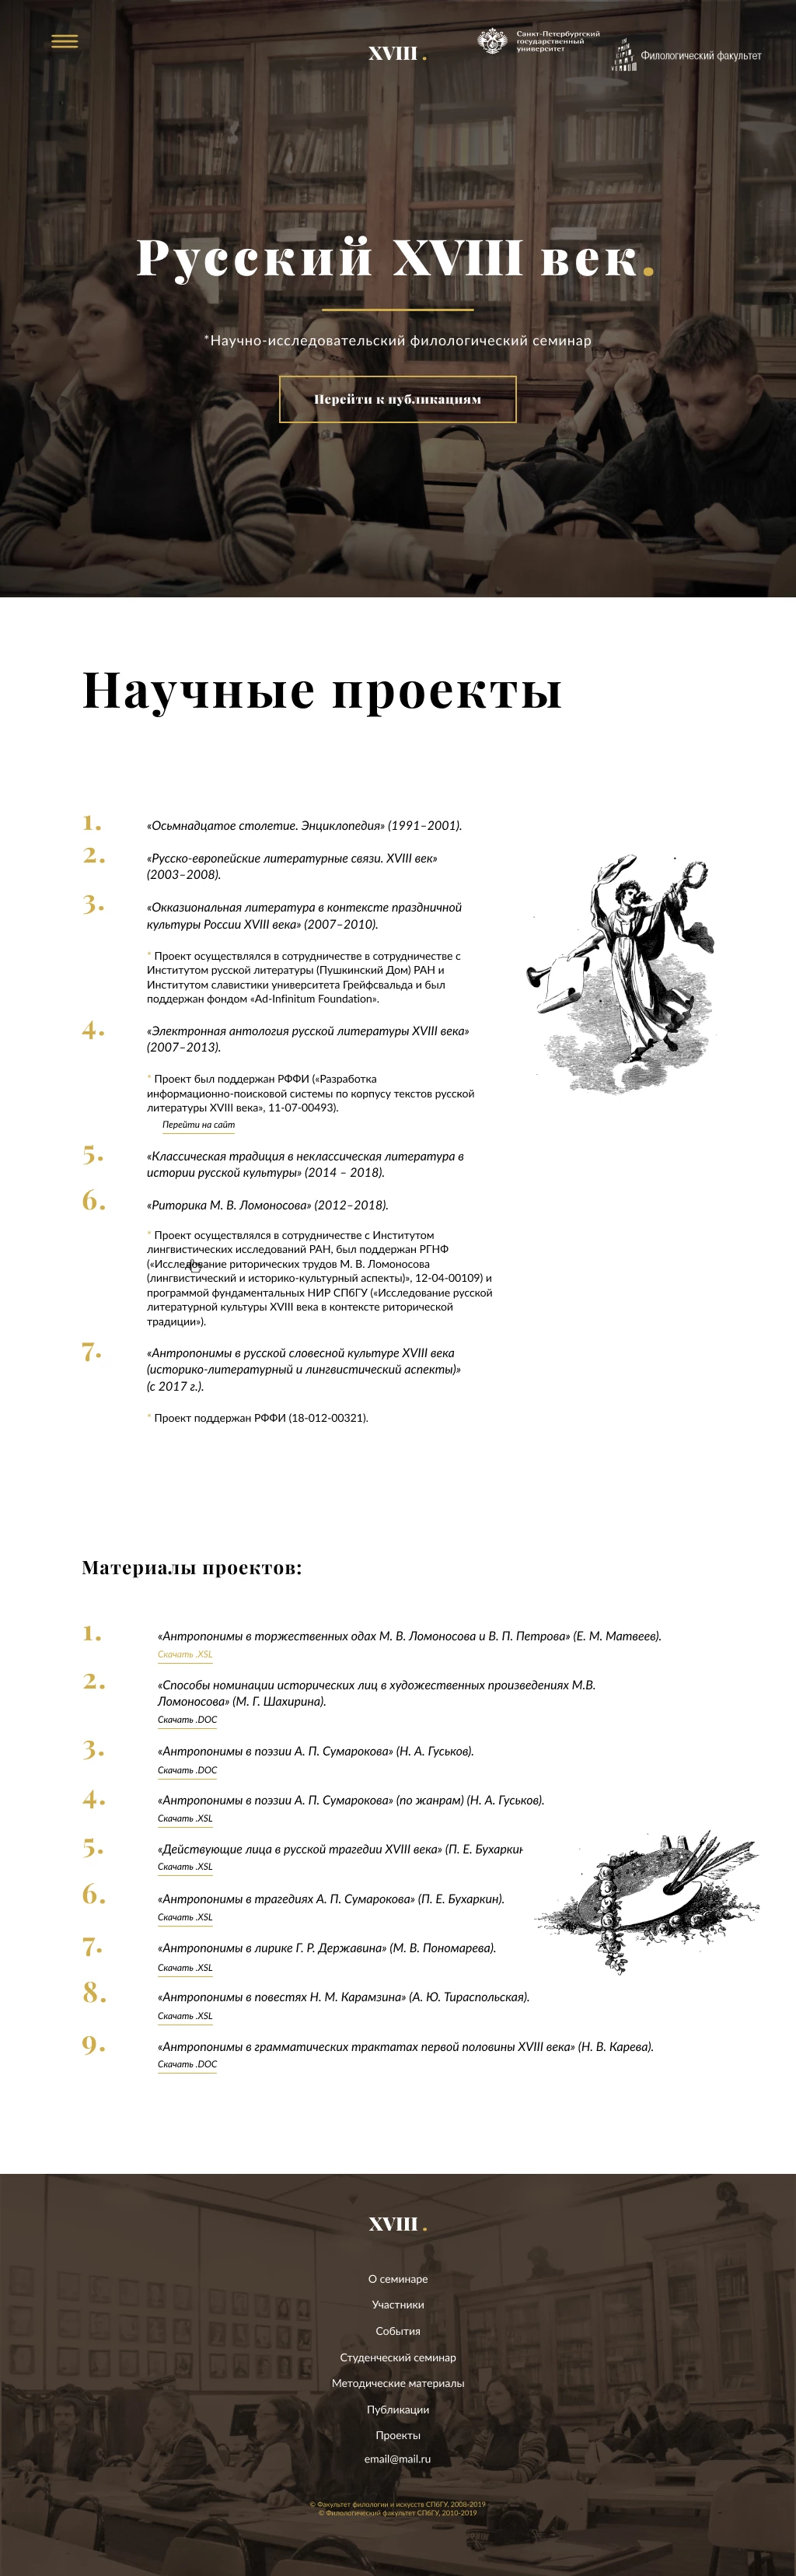 XVIII .
Санкт-Петербургский
государственный
университет
Филологический факультет
Русский XVIII век.
*Научно-исследовательский филологический семинар
Перейти к публикациям
Научные проекты
1. «Осьмнадцатое столетие. Энциклопедия» (1991–2001).
2. «Русско-европейские литературные связи. XVIII век»
(2003–2008).
3. «Окказиональная литература в контексте праздничной
культуры России XVIII века» (2007–2010).
* Проект осуществлялся в сотрудничестве в сотрудничестве с
Институтом русской литературы (Пушкинский Дом) РАН и
Институтом славистики университета Грейфсвальда и был
поддержан фондом «Ad-Infinitum Foundation».
4. «Электронная антология русской литературы XVIII века»
(2007–2013).
* Проект был поддержан РФФИ («Разработка
информационно-поисковой системы по корпусу текстов русской
литературы XVIII века», 11-07-00493).
Перейти на сайт
5. «Классическая традиция в неклассическая литература в
истории русской культуры» (2014 – 2018).
6. «Риторика М. В. Ломоносова» (2012–2018).
* Проект осуществлялся в сотрудничестве с Институтом
лингвистических исследований РАН, был поддержан РГНФ
(«Исследование риторических трудов М. В. Ломоносова
(лингвистический и историко-культурный аспекты)», 12-04-00109) и
программой фундаментальных НИР СПбГУ («Исследование русской
литературной культуры XVIII века в контексте риторической
традиции»).
7. «Антропонимы в русской словесной культуре XVIII века
(историко-литературный и лингвистический аспекты)»
(с 2017 г.).
* Проект поддержан РФФИ (18-012-00321).
Материалы проектов:
1. «Антропонимы в торжественных одах М. В. Ломоносова и В. П. Петрова» (Е. М. Матвеев).
Скачать .XSL
2. «Способы номинации исторических лиц в художественных произведениях М.В.
Ломоносова» (М. Г. Шахирина).
Скачать .DOC
3. «Антропонимы в поэзии А. П. Сумарокова» (Н. А. Гуськов).
Скачать .DOC
4. «Антропонимы в поэзии А. П. Сумарокова» (по жанрам) (Н. А. Гуськов).
Скачать .XSL
5. «Действующие лица в русской трагедии XVIII века» (П. Е. Бухаркин
Скачать .XSL
6. «Антропонимы в трагедиях А. П. Сумарокова» (П. Е. Бухаркин).
Скачать .XSL
7. «Антропонимы в лирике Г. Р. Державина» (М. В. Пономарева).
Скачать .XSL
8. «Антропонимы в повестях Н. М. Карамзина» (А. Ю. Тираспольская).
Скачать .XSL
9. «Антропонимы в грамматических трактатах первой половины XVIII века» (Н. В. Карева).
Скачать .DOC
XVIII .
О семинаре
Участники
События
Студенческий семинар
Методические материалы
Публикации
Проекты
email@mail.ru
© Факультет филологии и искусств СПбГУ, 2008-2019
© Филологический факультет СПбГУ, 2010-2019